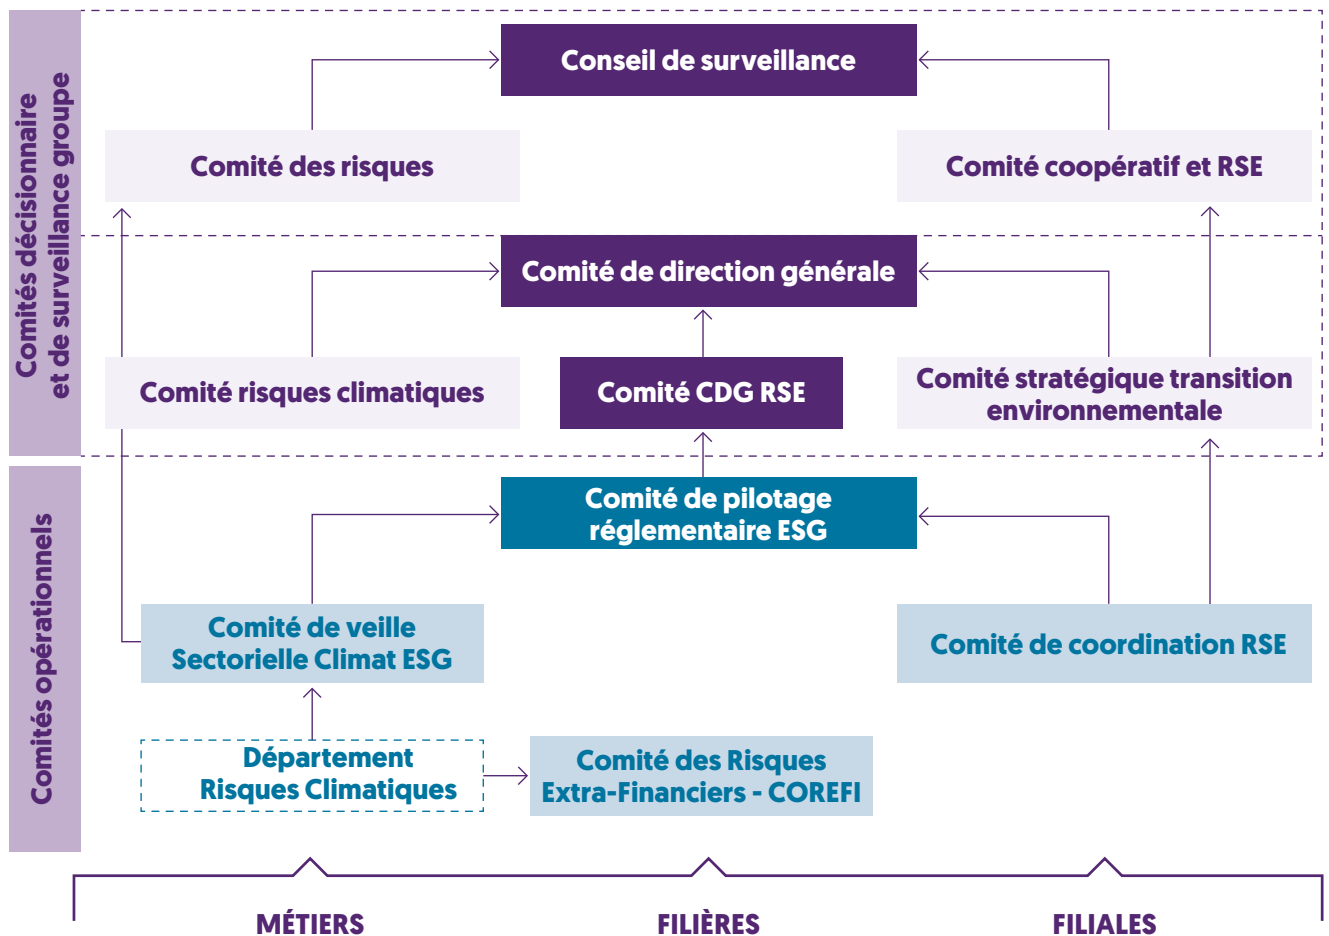 Comités décisionnaire
et de surveillance groupe
Conseil de surveillance
Comité des risques
Comité coopératif et RSE
Comité de direction générale
Comité risques climatiques
Comité CDG RSE
Comité stratégique transition
environnementale
Comités opérationnels
Comité de pilotage
réglementaire ESG
Comité de veille
Sectorielle Climat ESG
Comité de coordination RSE
Département
Risques Climatiques
Comité des Risques
Extra-Financiers - COREFI
MÉTIERS
FILIÈRES
FILIALES